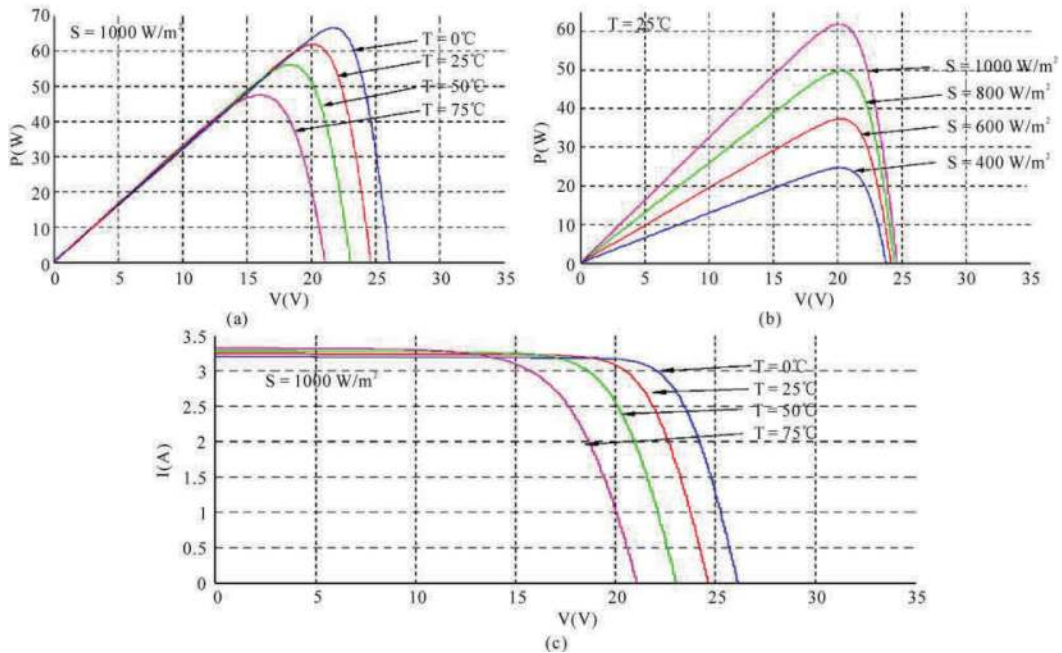 S = 1000 W/m²
T = 0℃
T = 25℃
T = 50℃
T = 75℃
P(W)
70
60
50
40
30
20
10
0
0 5 10 15 20 25 30 35
V(V)
(a)
T = 25℃
S = 1000 W/m²
S = 800 W/m²
S = 600 W/m²
S = 400 W/m²
P(W)
60
50
40
30
20
10
0
0 5 10 15 20 25 30 35
V(V)
(b)
S = 1000 W/m²
T = 0℃
T = 25℃
T = 50℃
T = 75℃
I(A)
3.5
3
2.5
2
1.5
1
0.5
0
0 5 10 15 20 25 30 35
V(V)
(c)